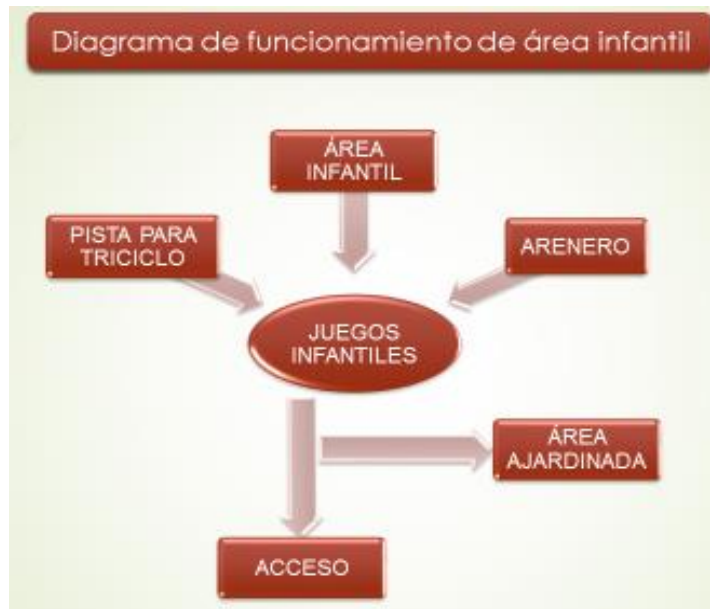 Diagrama de funcionamiento de área infantil
ÁREA
INFANTIL
PISTA PARA
TRICICLO
ARENERO
JUEGOS
INFANTILES
ÁREA
AJARDINADA
ACCESO